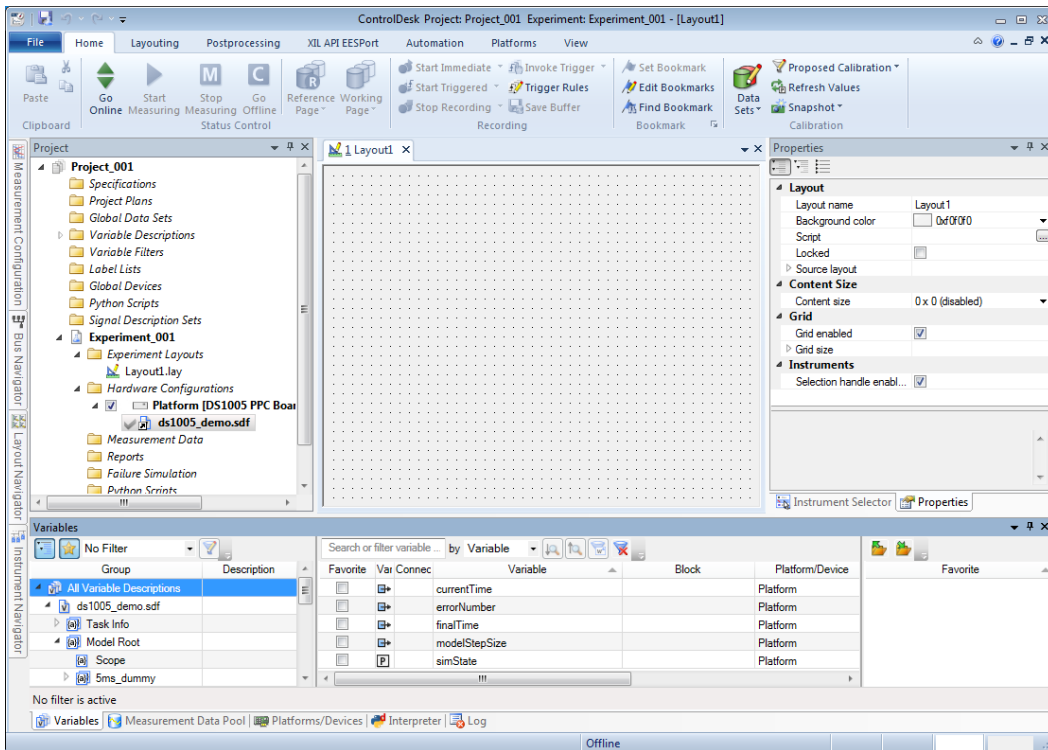 ControlDesk Project: Project_001 Experiment: Experiment_001 - [Layout1]
File Home Layouting Postprocessing XIL API EESPort Automation Platforms View
Paste
Clipboard
Go Online
Start Measuring
Stop Measuring
Go Offline
Status Control
Reference Page
Working Page
Start Immediate Invoke Trigger
Start Triggered Trigger Rules
Stop Recording Save Buffer
Recording
Set Bookmark
Edit Bookmarks
Find Bookmark
Bookmark
Data Sets
Proposed Calibration
Refresh Values
Snapshot
Calibration
Measurement Configuration
Bus Navigator
Layout Navigator
Instrument Navigator
Project
Project_001
Specifications
Project Plans
Global Data Sets
Variable Descriptions
Variable Filters
Label Lists
Global Devices
Python Scripts
Signal Description Sets
Experiment_001
Experiment Layouts
Layout1.lay
Hardware Configurations
Platform [DS1005 PPC Boar
ds1005_demo.sdf
Measurement Data
Reports
Failure Simulation
Python Scripts
1 Layout1
Properties
Layout
Layout name Layout1
Background color 0xf0f0f0
Script
Locked
Source layout
Content Size
Content size 0 x 0 (disabled)
Grid
Grid enabled
Grid size
Instruments
Selection handle enabl...
Instrument Selector Properties
Variables
No Filter
Group Description
All Variable Descriptions
ds1005_demo.sdf
Task Info
Model Root
Scope
5ms_dummy
Search or filter variable ... by Variable
Favorite Var Connec Variable Block Platform/Device
currentTime Platform
errorNumber Platform
finalTime Platform
modelStepSize Platform
P simState Platform
Favorite
No filter is active
Variables Measurement Data Pool Platforms/Devices Interpreter Log
Offline